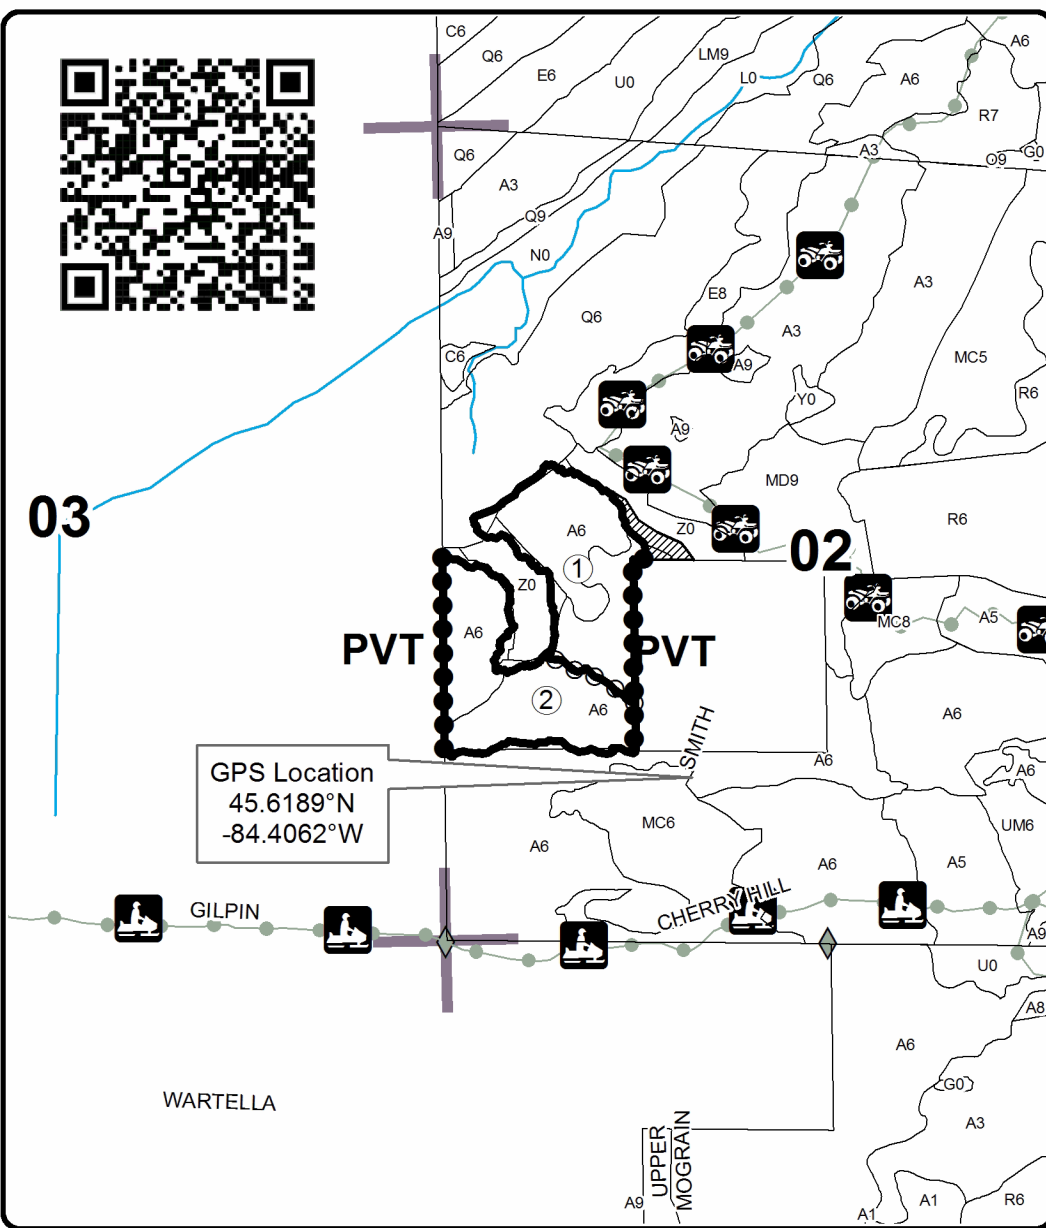 C6
A6
Q6
LM9
E6
U0
L0
Q6
A6
R7
A3
G0
O9
Q6
A3
Q9
A9
N0
E8
A3
Q6
A3
C6
A9
MC5
Y0
R6
A9
MD9
03
A6
Z0
02
R6
1
Z0
A6
MC8
A5
PVT
PVT
2
A6
A6
SMITH
A6
A6
GPS Location
45.6189°N
-84.4062°W
MC6
UM6
A6
A6
A5
CHERRY HILL
GILPIN
A9
U0
A8
A6
G0
WARTELLA
A3
UPPER
MOGRAIN
A9
A1
A1
R6